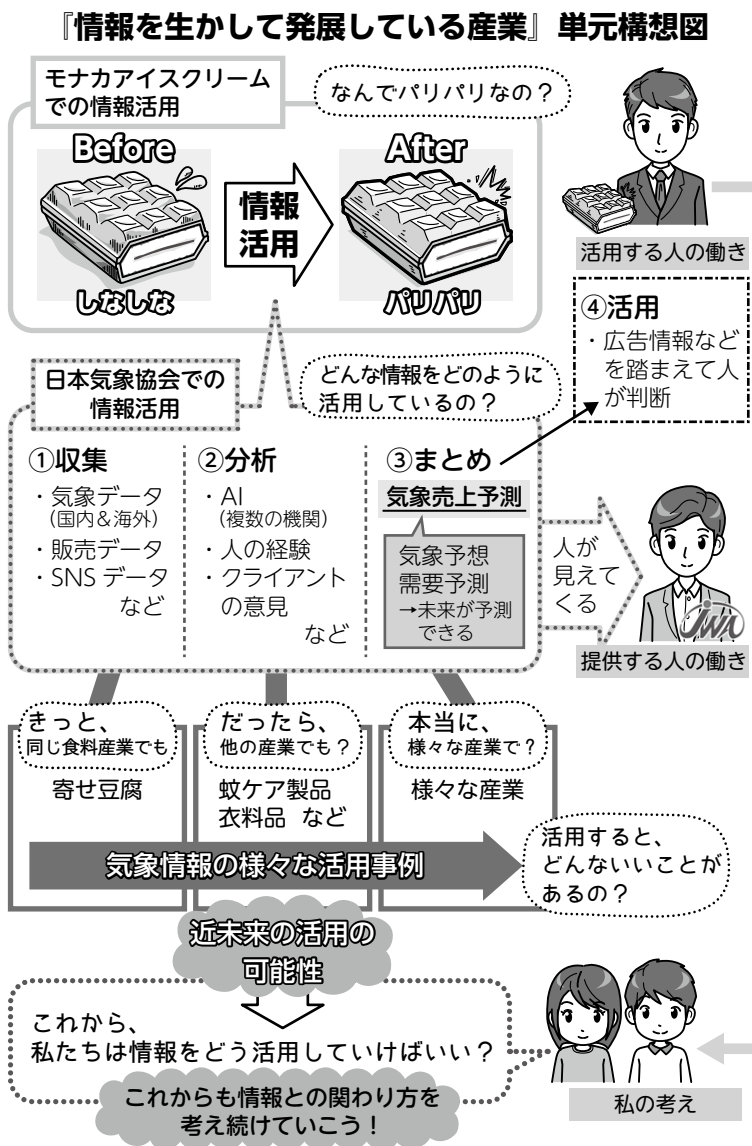 『情報を生かして発展している産業』単元構想図
モナカアイスクリーム
での情報活用
なんでパリパリなの？
Before
しなしな
情報
活用
After
パリパリ
活用する人の働き
④活用
・広告情報など
を踏まえて人
が判断
日本気象協会での
情報活用
どんな情報をどのように
活用しているの？
①収集
・気象データ
(国内＆海外)
・販売データ
・SNS データ
など
②分析
・AI
(複数の機関)
・人の経験
・クライアント
の意見
など
③まとめ
気象売上予測
気象予想
需要予測
→未来が予測
できる
人が
見えて
くる
JWA
提供する人の働き
きっと、
同じ食料産業でも
寄せ豆腐
だったら、
他の産業でも？
蚊ケア製品
衣料品 など
本当に、
様々な産業で？
様々な産業
気象情報の様々な活用事例
活用すると、
どんないいことが
あるの？
近未来の活用の
可能性
これから、
私たちは情報をどう活用していけばいい？
これからも情報との関わり方を
考え続けていこう！
私の考え